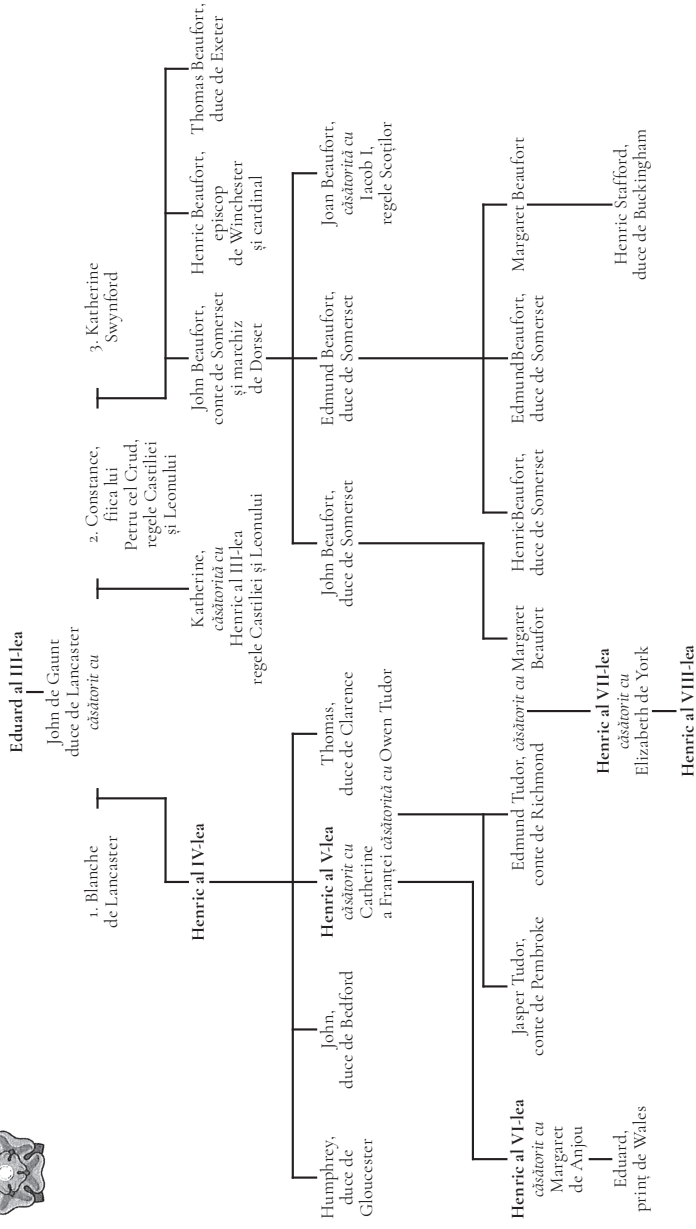 Eduard al III-lea
John de Gaunt
duce de Lancaster
căsătorit cu
1. Blanche
de Lancaster
2. Constance,
fiica lui
Petru cel Crud,
regele Castiliei
și Leonului
3. Katherine
Swynford
Henric al IV-lea
Katherine,
căsătorită cu
Henric al III-lea
regele Castiliei și Leonului
John Beaufort,
conte de Somerset
și marchiz
de Dorset
Henric Beaufort,
episcop
de Winchester
și cardinal
Thomas Beaufort,
duce de Exeter
Humphrey,
duce de
Gloucester
John,
duce de Bedford
Henric al V-lea
căsătorit cu
Catherine
a Franței căsătorită cu Owen Tudor
Thomas,
duce de Clarence
John Beaufort,
duce de Somerset
Edmund Beaufort,
duce de Somerset
Joan Beaufort,
căsătorită cu
Iacob I,
regele Scoților
Henric al VI-lea
căsătorit cu
Margaret
de Anjou
Eduard,
prinț de Wales
Jasper Tudor,
conte de Pembroke
Edmund Tudor, căsătorit cu Margaret
conte de Richmond
Beaufort
HenricBeaufort,
duce de Somerset
EdmundBeaufort,
duce de Somerset
Margaret Beaufort
Henric Stafford,
duce de Buckingham
Henric al VII-lea
căsătorit cu
Elizabeth de York
Henric al VIII-lea